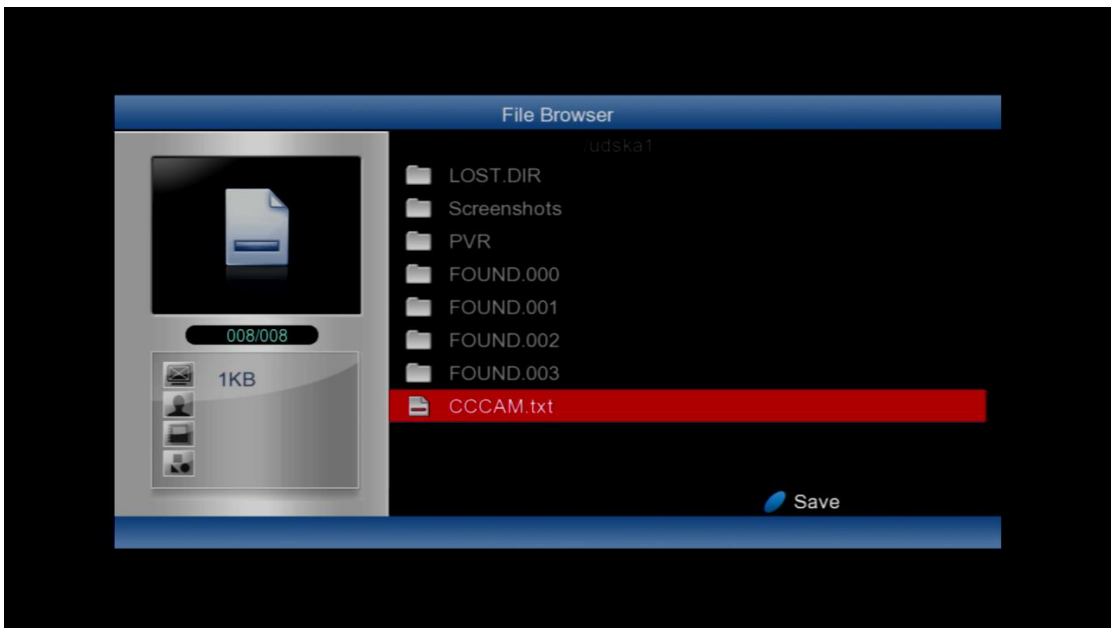 File Browser
/udska1
LOST.DIR
Screenshots
PVR
FOUND.000
FOUND.001
FOUND.002
FOUND.003
CCCAM.txt
008/008
1KB
Save